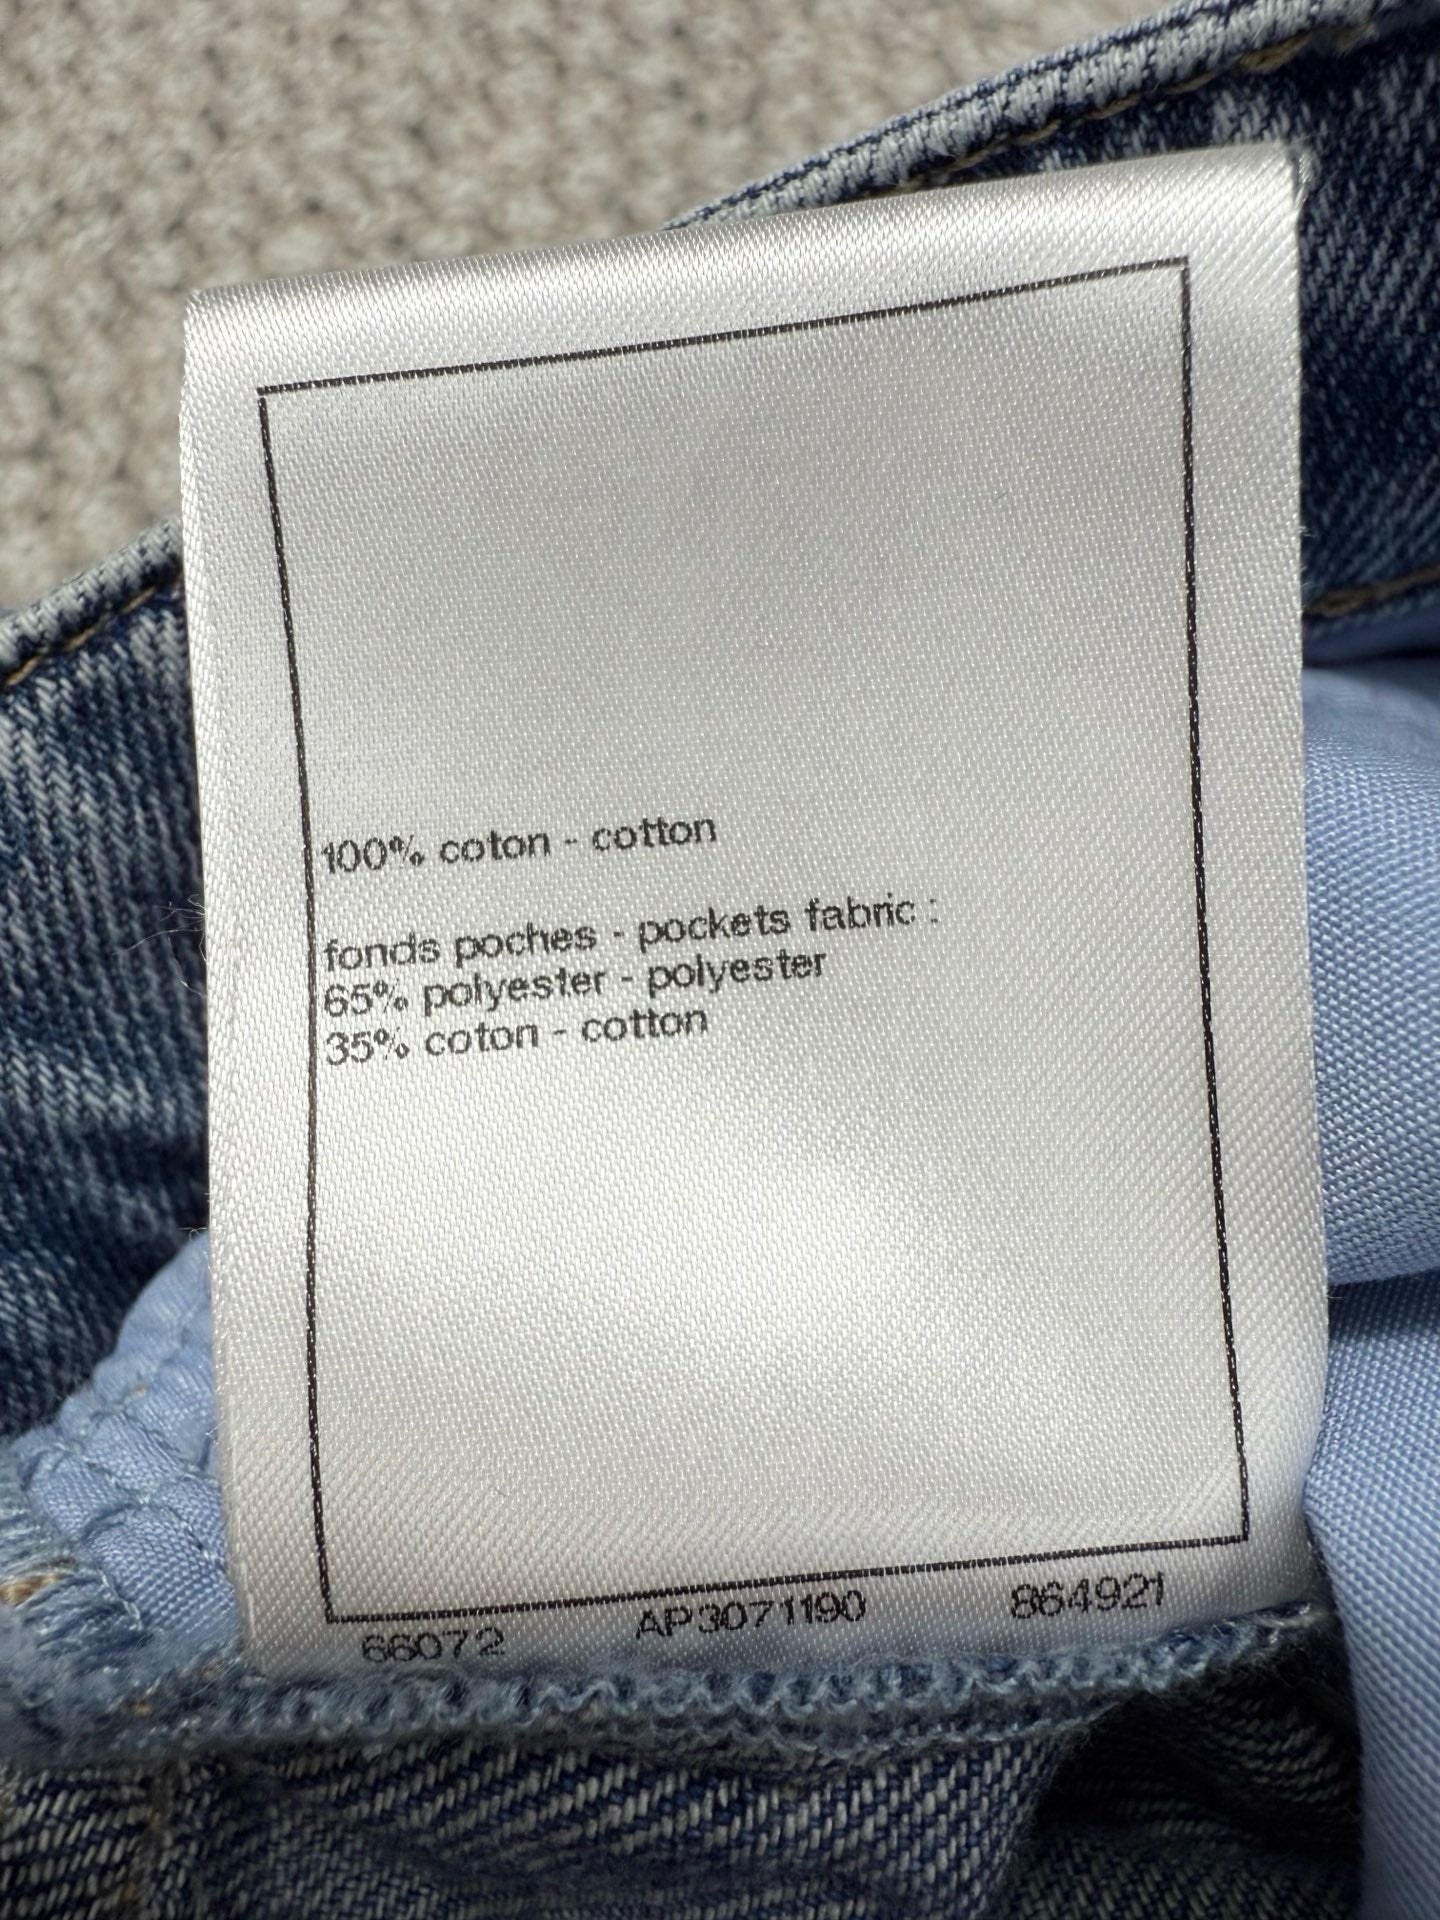 100% coton - cotton
fonds poches - pockets fabric :
65% polyester - polyester
35% coton - cotton
66072 AP3071190 864921